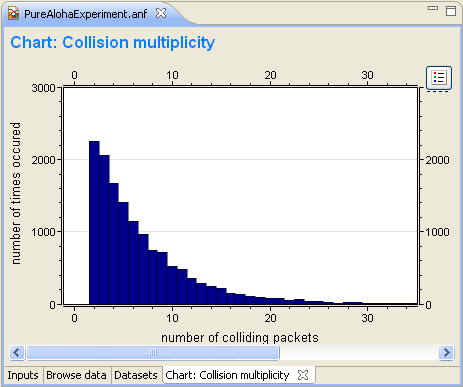 PureAlohaExperiment.anf
Chart: Collision multiplicity
0 10 20 30
3000 3000
2000 2000
1000 1000
0 0
number of times occured
0 10 20 30
number of colliding packets
Inputs Browse data Datasets Chart: Collision multiplicity